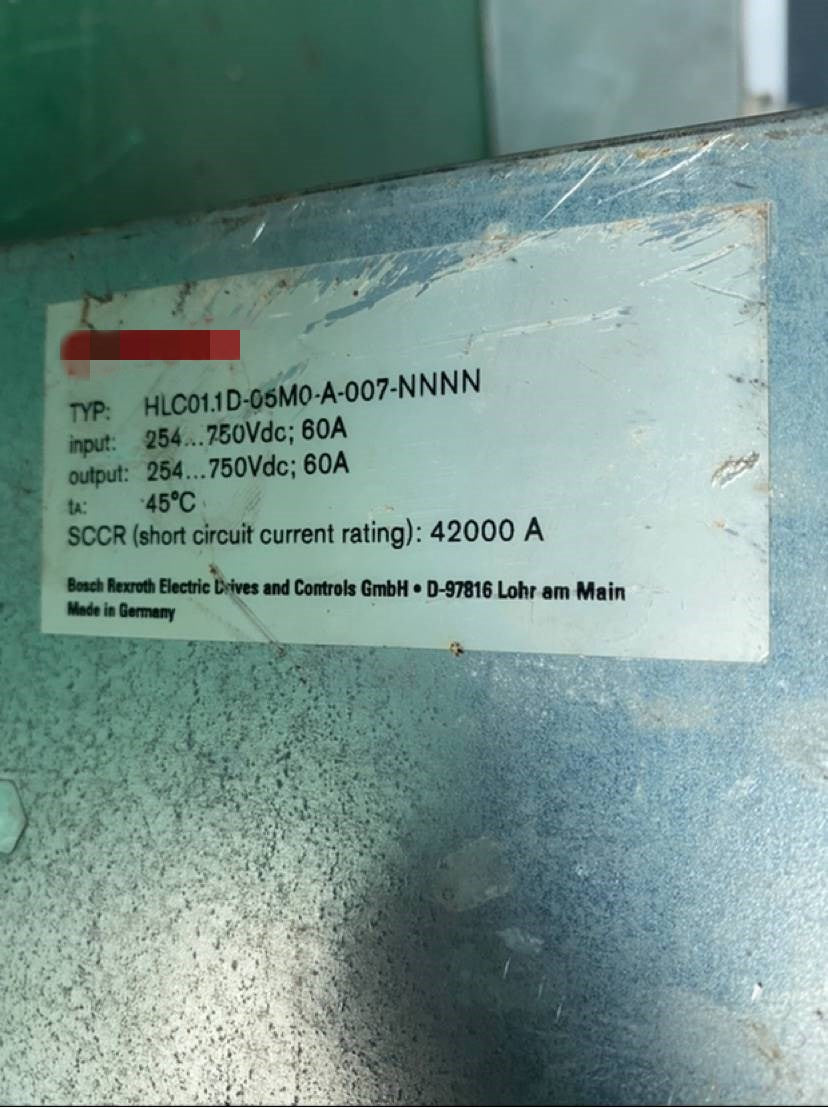 TYP: HLC01.1D-05M0-A-007-NNNN
input: 254...750Vdc; 60A
output: 254...750Vdc; 60A
tA: 45°C
SCCR (short circuit current rating): 42000 A
Bosch Rexroth Electric Drives and Controls GmbH • D-97816 Lohr am Main
Made in Germany